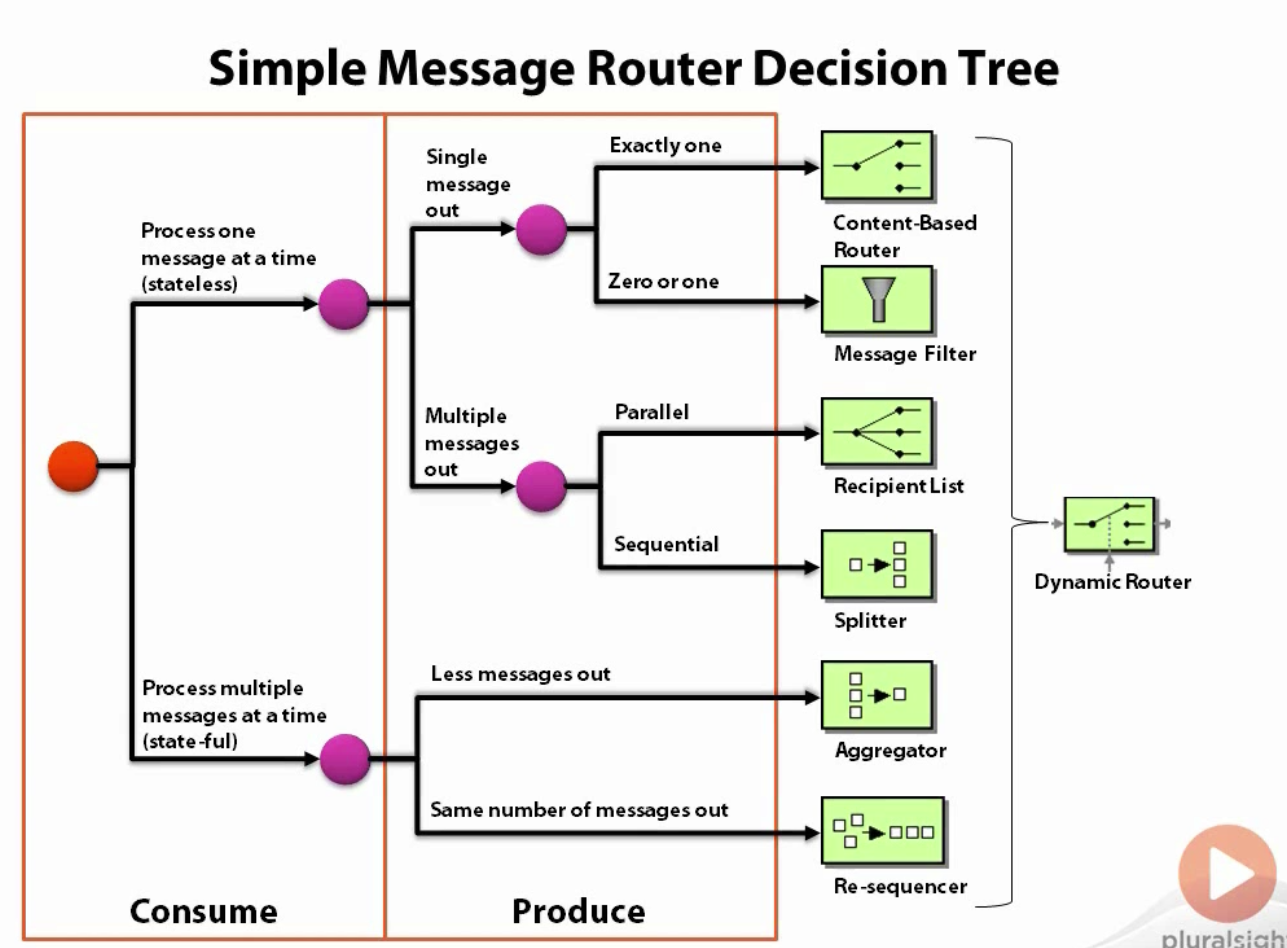 Simple Message Router Decision Tree
Process one
message at a time
(stateless)
Single
message
out
Exactly one
Content-Based
Router
Zero or one
Message Filter
Multiple
messages
out
Parallel
Recipient List
Sequential
Splitter
Dynamic Router
Process multiple
messages at a time
(state-ful)
Less messages out
Aggregator
Same number of messages out
Re-sequencer
Consume
Produce
pluralsigh